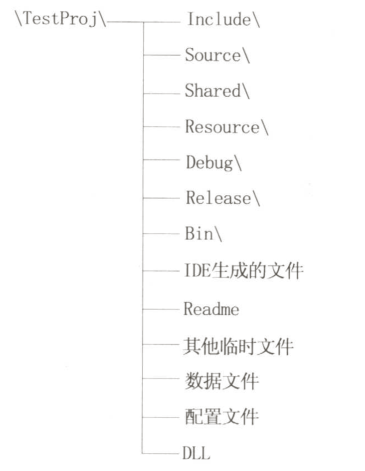 \TestProj\ Include\
Source\
Shared\
Resource\
Debug\
Release\
Bin\
IDE生成的文件
Readme
其他临时文件
数据文件
配置文件
DLL